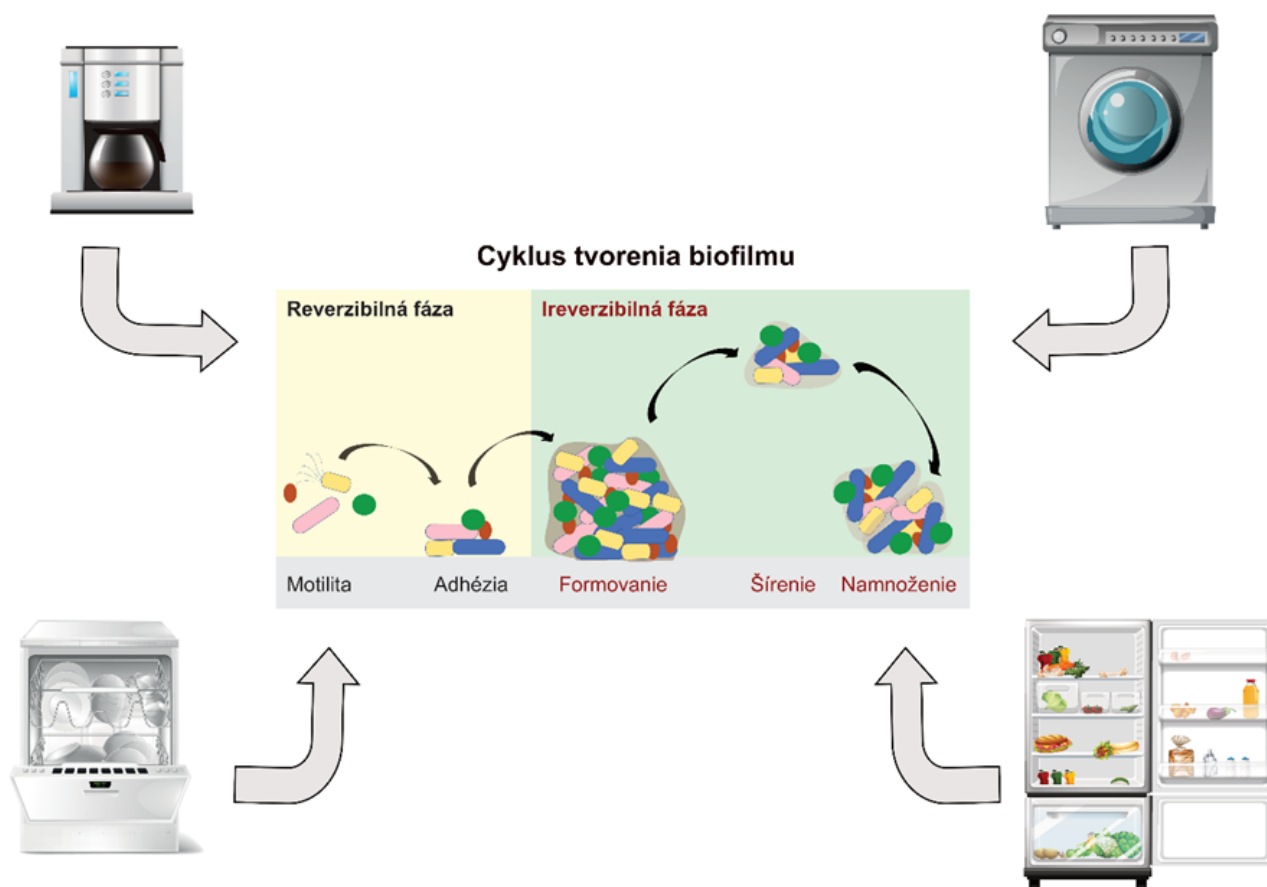 Cyklus tvorenia biofilmu
Reverzibilná fáza
Ireverzibilná fáza
Motilita
Adhézia
Formovanie
Šírenie
Namnoženie